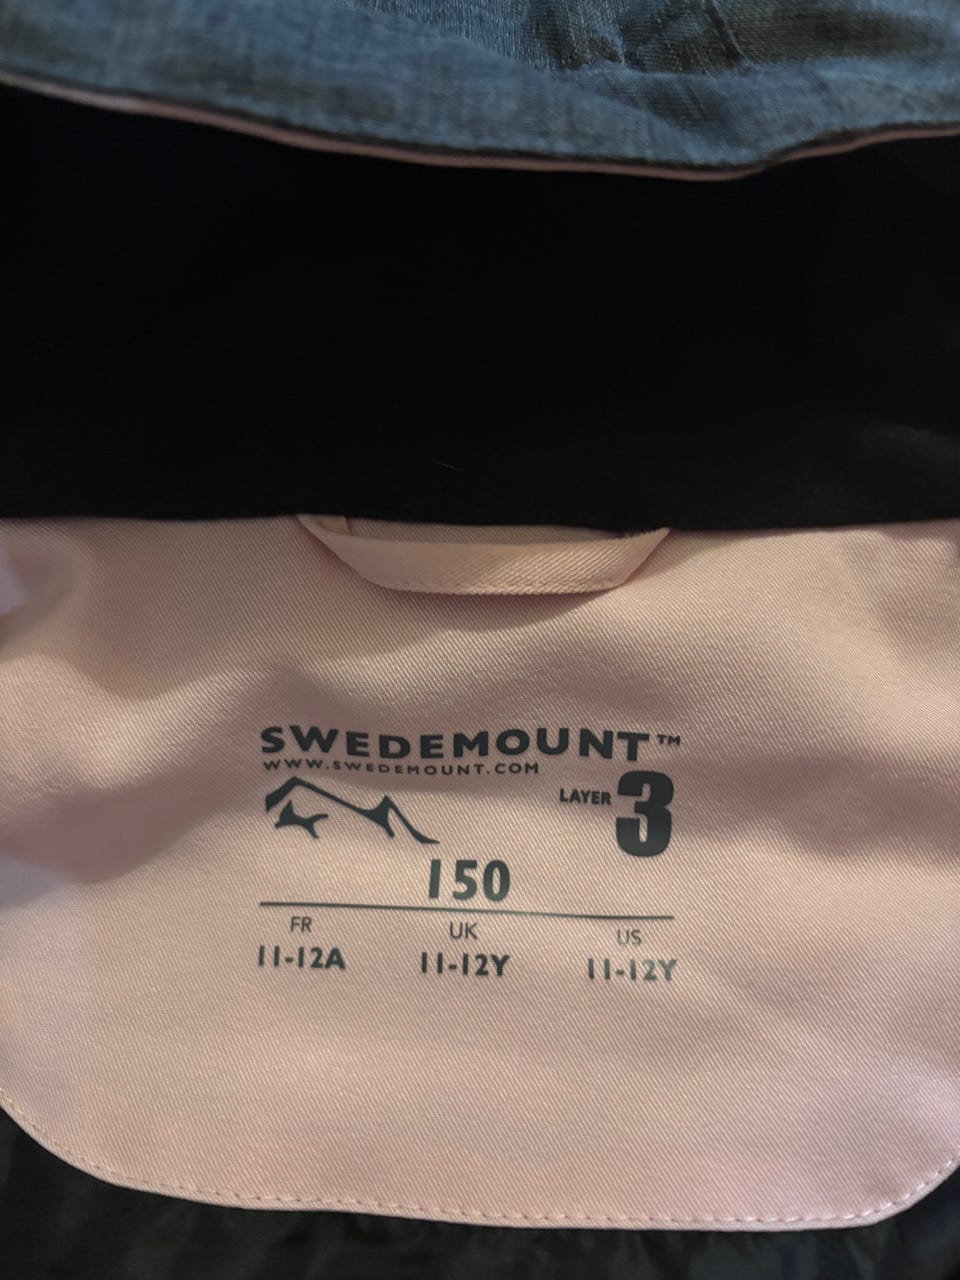 SWEDEMOUNT™
WWW.SWEDEMOUNT.COM
LAYER 3
150
FR UK US
11-12A 11-12Y 11-12Y